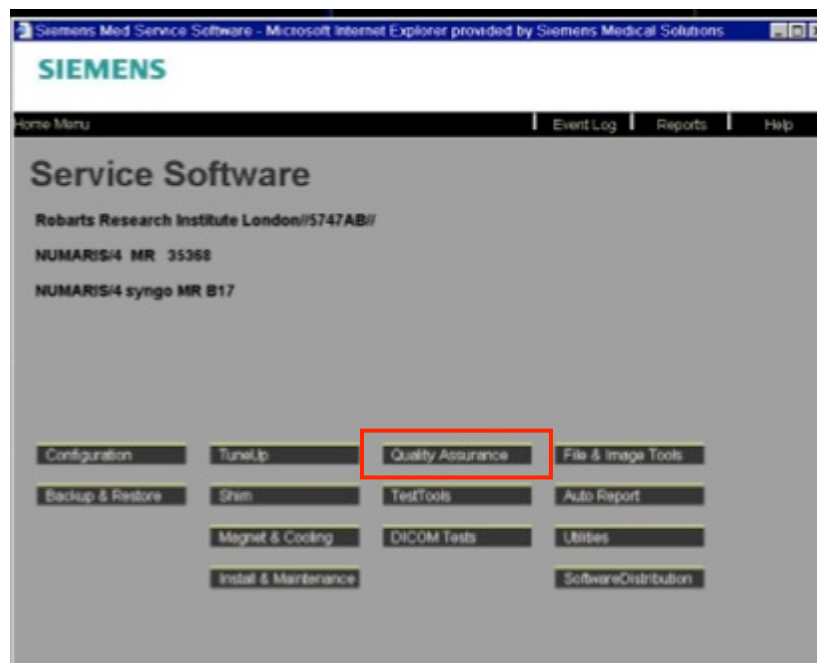 Siemens Med Service Software - Microsoft Internet Explorer provided by Siemens Medical Solutions
SIEMENS
Home Menu Event Log Reports Help
Service Software
Robarts Research Institute London//5747AB//
NUMARIS/4 MR 35368
NUMARIS/4 syngo MR B17
Configuration TuneUp Quality Assurance File & Image Tools
Backup & Restore Shim TestTools Auto Report
Magnet & Cooling DICOM Tests Utilities
Install & Maintenance SoftwareDistribution